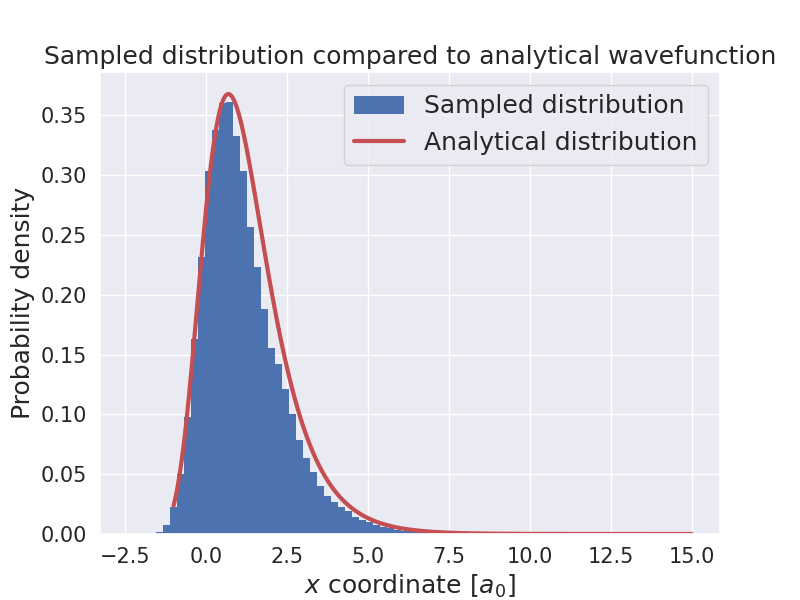 Sampled distribution compared to analytical wavefunction
Sampled distribution
Analytical distribution
Probability density
0.35
0.30
0.25
0.20
0.15
0.10
0.05
0.00
−2.5 0.0 2.5 5.0 7.5 10.0 12.5 15.0
x coordinate [a₀]